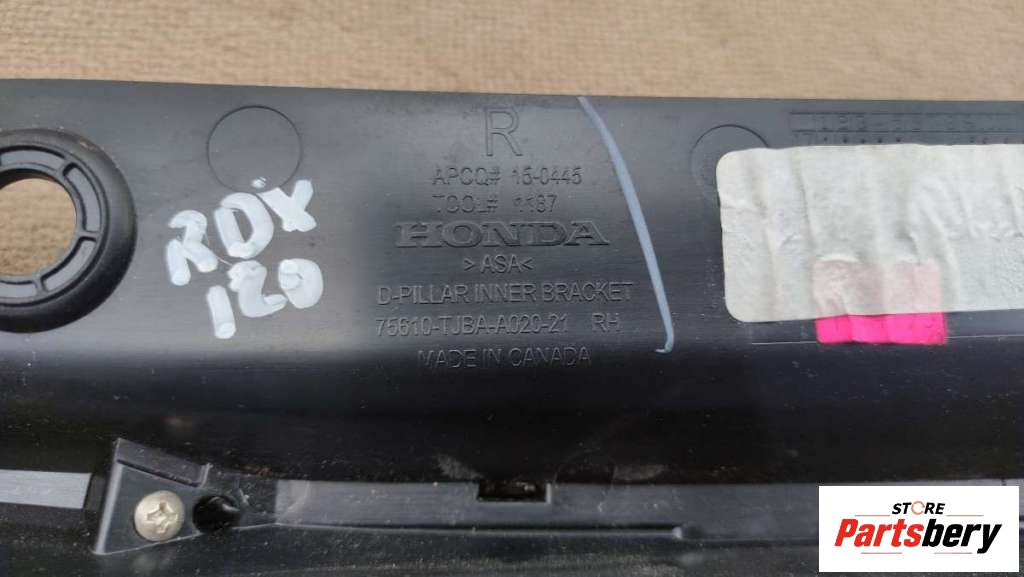 R
APCQ# 15-0445
TOOL# 1187
HONDA
>ASA<
D-PILLAR INNER BRACKET
75610-TJBA-A020-21 RH
MADE IN CANADA
RDX
120
STORE
Partsbery